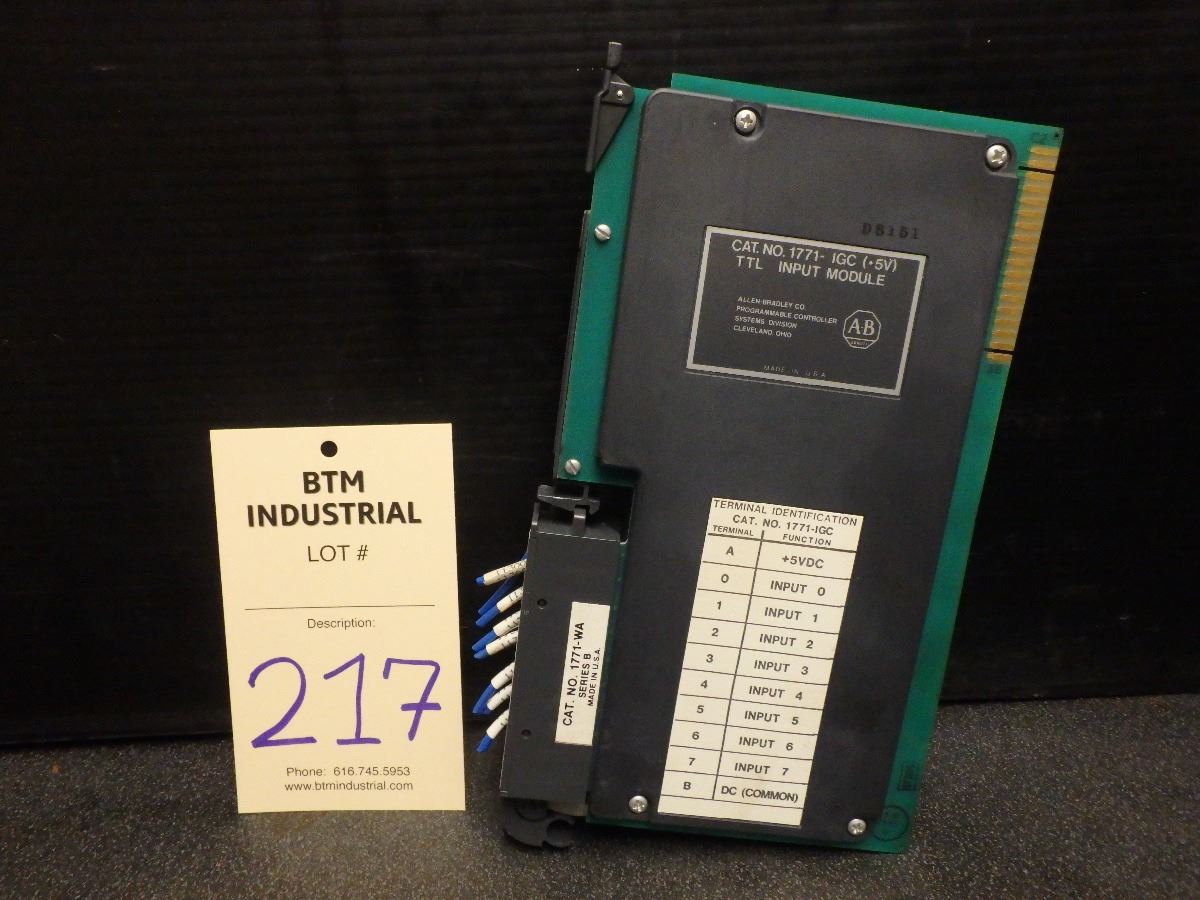 BTM
INDUSTRIAL
LOT #
Description:
217
Phone: 616.745.5953
www.btmindustrial.com
D8151
CAT. NO. 1771- IGC (+5V)
TTL INPUT MODULE
ALLEN-BRADLEY CO.
PROGRAMMABLE CONTROLLER
SYSTEMS DIVISION
CLEVELAND, OHIO
A-B
MADE IN U.S.A.
C2
36
TERMINAL IDENTIFICATION
CAT. NO. 1771-IGC
TERMINAL FUNCTION
A +5VDC
0 INPUT 0
1 INPUT 1
2 INPUT 2
3 INPUT 3
4 INPUT 4
5 INPUT 5
6 INPUT 6
7 INPUT 7
B DC (COMMON)
CAT. NO. 1771-WA
SERIES B
MADE IN U.S.A.